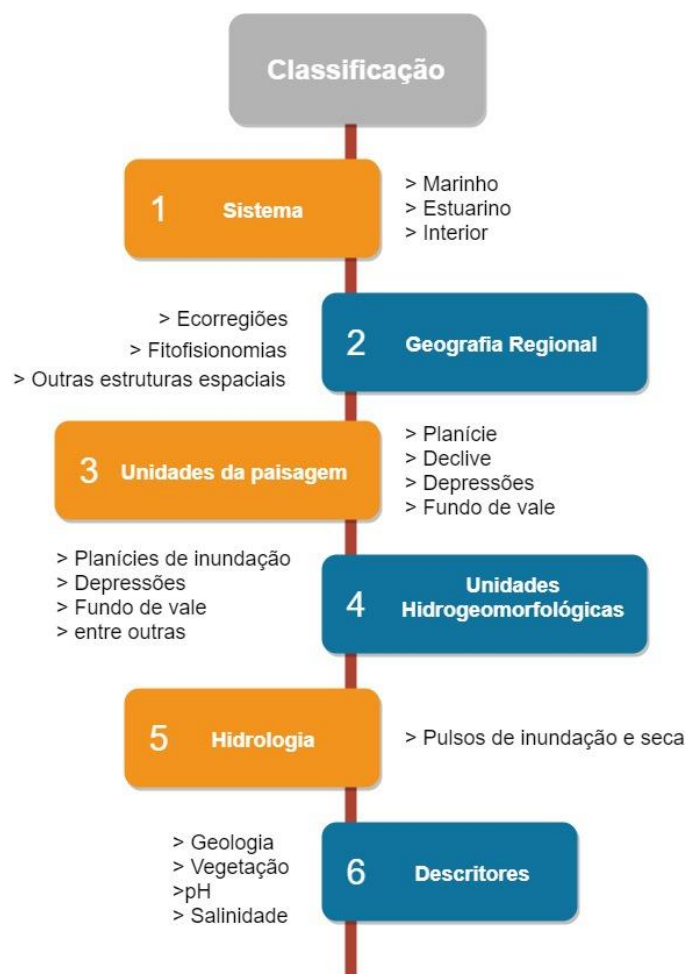 Classificação
1 Sistema
> Marinho
> Estuarino
> Interior
> Ecorregiões
> Fitofisionomias
> Outras estruturas espaciais
2 Geografia Regional
3 Unidades da paisagem
> Planície
> Declive
> Depressões
> Fundo de vale
> Planícies de inundação
> Depressões
> Fundo de vale
> entre outras
4 Unidades
Hidrogeomorfológicas
5 Hidrologia
> Pulsos de inundação e seca
> Geologia
> Vegetação
>pH
> Salinidade
6 Descritores